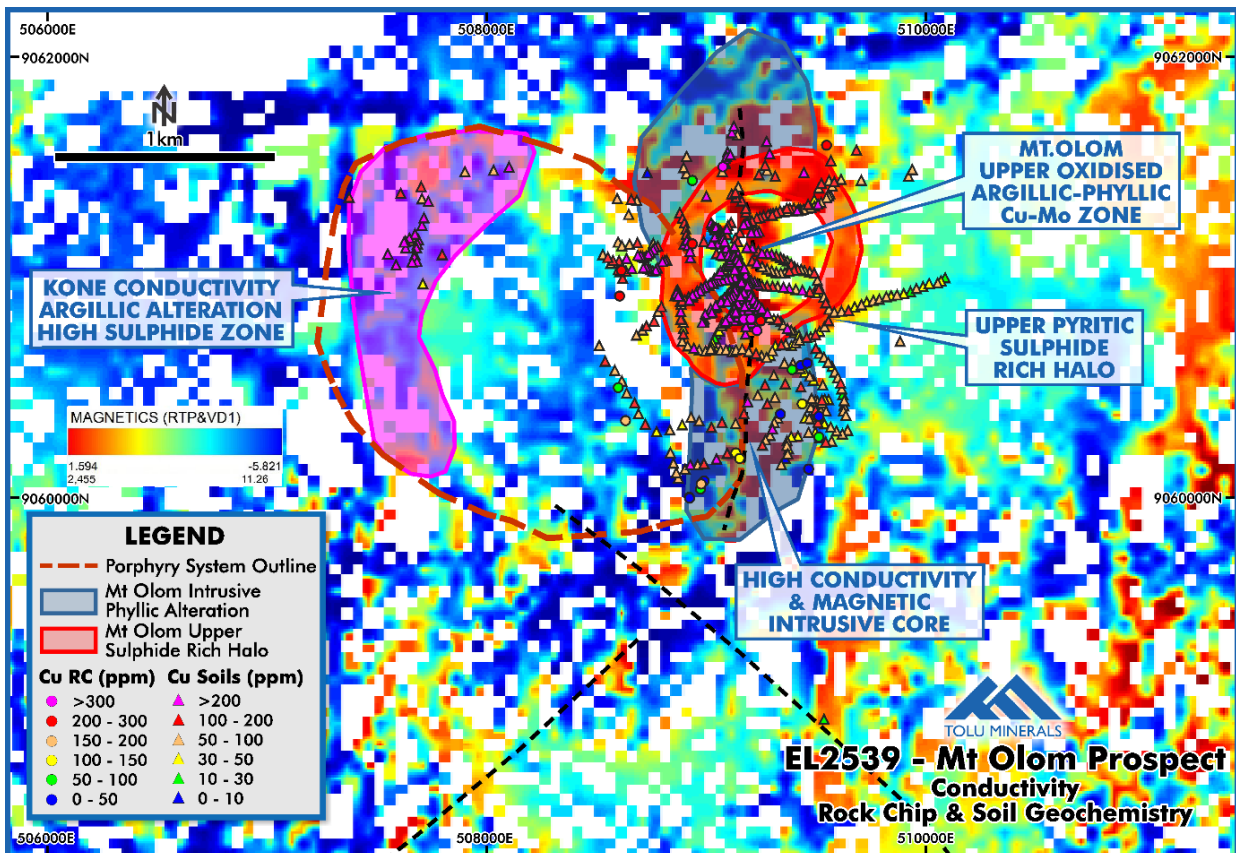 506000E
508000E
510000E
9062000N
9062000N
N
1km
MT.OLOM
UPPER OXIDISED
ARGILLIC-PHYLLIC
Cu-Mo ZONE
KONE CONDUCTIVITY
ARGILLIC ALTERATION
HIGH SULPHIDE ZONE
UPPER PYRITIC
SULPHIDE
RICH HALO
MAGNETICS (RTP&VD1)
1.594
-5.821
2,455
11.26
9060000N
9060000N
LEGEND
Porphyry System Outline
Mt Olom Intrusive
Phyllic Alteration
Mt Olom Upper
Sulphide Rich Halo
Cu RC (ppm)
Cu Soils (ppm)
>300
>200
200 - 300
100 - 200
150 - 200
50 - 100
100 - 150
30 - 50
50 - 100
10 - 30
0 - 50
0 - 10
HIGH CONDUCTIVITY
& MAGNETIC
INTRUSIVE CORE
TOLU MINERALS
EL2539 - Mt Olom Prospect
Conductivity
Rock Chip & Soil Geochemistry
506000E
508000E
510000E